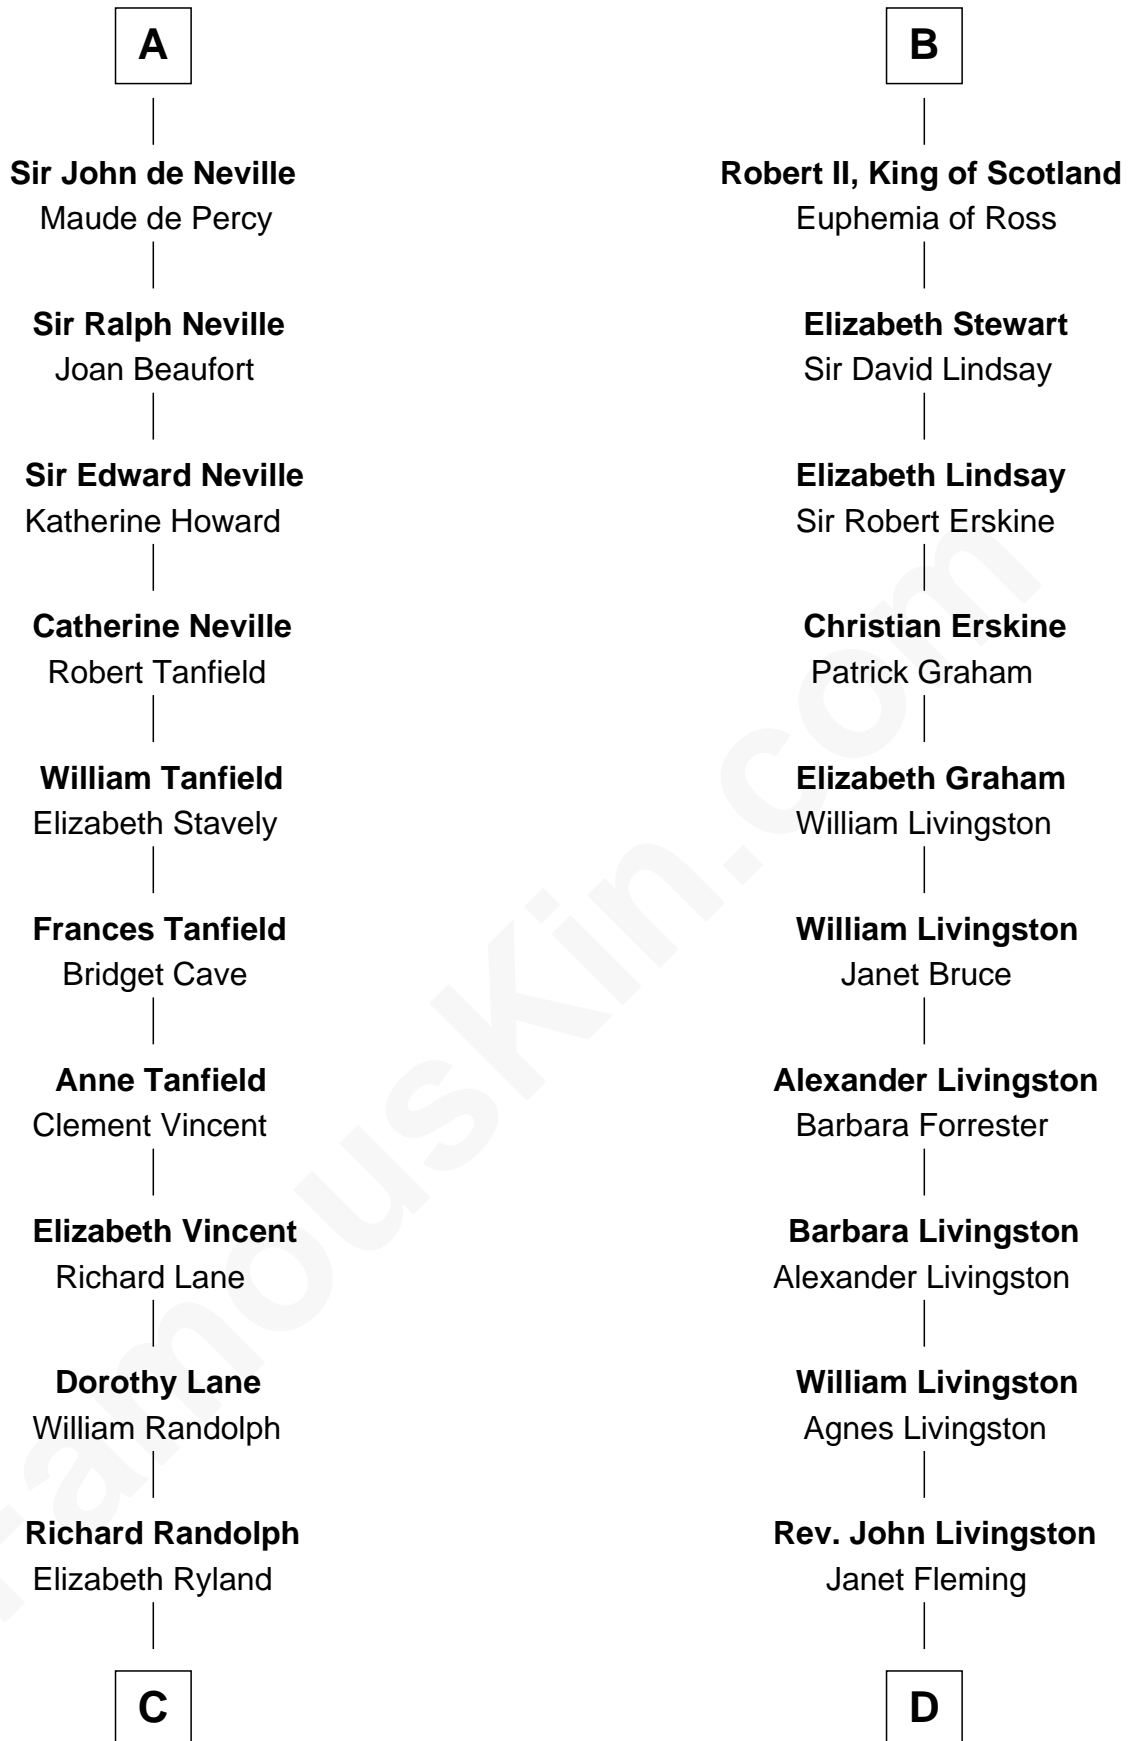 A
Sir John de Neville
Maude de Percy
Sir Ralph Neville
Joan Beaufort
Sir Edward Neville
Katherine Howard
Catherine Neville
Robert Tanfield
William Tanfield
Elizabeth Stavely
Frances Tanfield
Bridget Cave
Anne Tanfield
Clement Vincent
Elizabeth Vincent
Richard Lane
Dorothy Lane
William Randolph
Richard Randolph
Elizabeth Ryland
C
B
Robert II, King of Scotland
Euphemia of Ross
Elizabeth Stewart
Sir David Lindsay
Elizabeth Lindsay
Sir Robert Erskine
Christian Erskine
Patrick Graham
Elizabeth Graham
William Livingston
William Livingston
Janet Bruce
Alexander Livingston
Barbara Forrester
Barbara Livingston
Alexander Livingston
William Livingston
Agnes Livingston
Rev. John Livingston
Janet Fleming
D
FamousKin.com